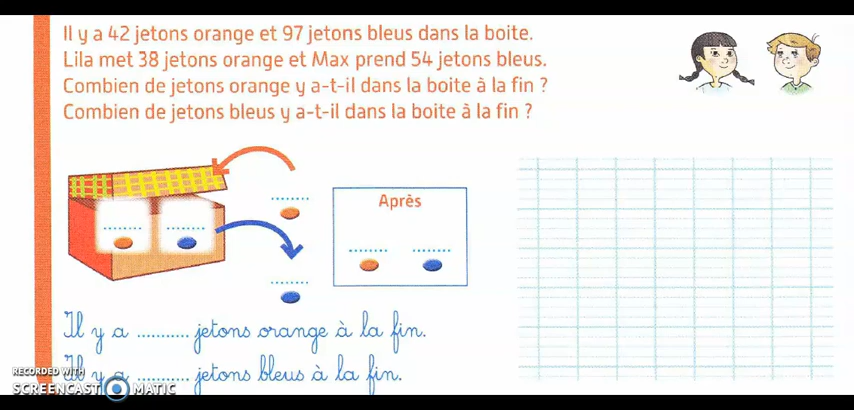 Il y a 42 jetons orange et 97 jetons bleus dans la boite.
Lila met 38 jetons orange et Max prend 54 jetons bleus.
Combien de jetons orange y a-t-il dans la boite à la fin ?
Combien de jetons bleus y a-t-il dans la boite à la fin ?
Après
Il y a ........... jetons orange à la fin.
Il y a ........... jetons bleus à la fin.
RECORDED WITH
SCREENCAST MATIC